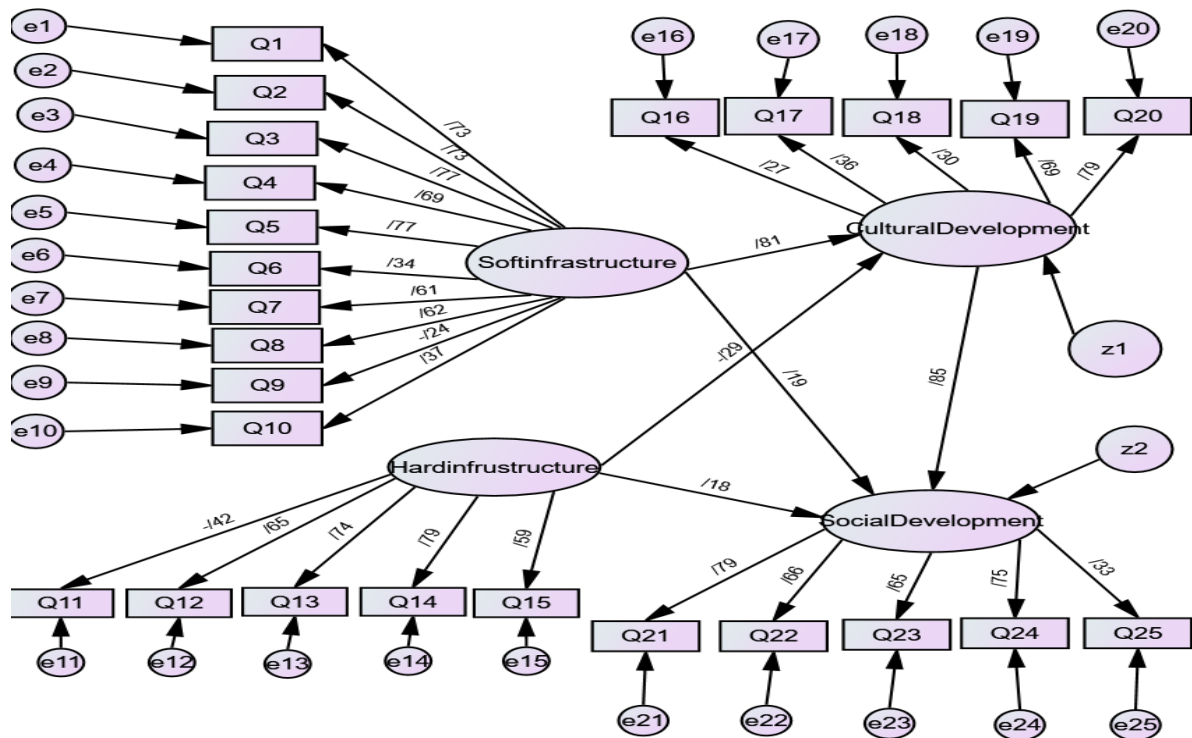 e1
Q1
e2
Q2
e3
Q3
e4
Q4
e5
Q5
e6
Q6
e7
Q7
e8
Q8
e9
Q9
e10
Q10
/73
/73
/77
/69
/77
/34
/61
/62
-/24
/37
Softinfrastructure
e16
e17
e18
e19
e20
Q16
Q17
Q18
Q19
Q20
/27
/36
/30
/69
/79
CulturalDevelopment
/81
-/29
/19
/85
z1
z2
Hardinfrustructure
/18
SocialDevelopment
-/42
/65
/74
/79
/59
Q11
Q12
Q13
Q14
Q15
e11
e12
e13
e14
e15
/79
/66
/65
/75
/33
Q21
Q22
Q23
Q24
Q25
e21
e22
e23
e24
e25